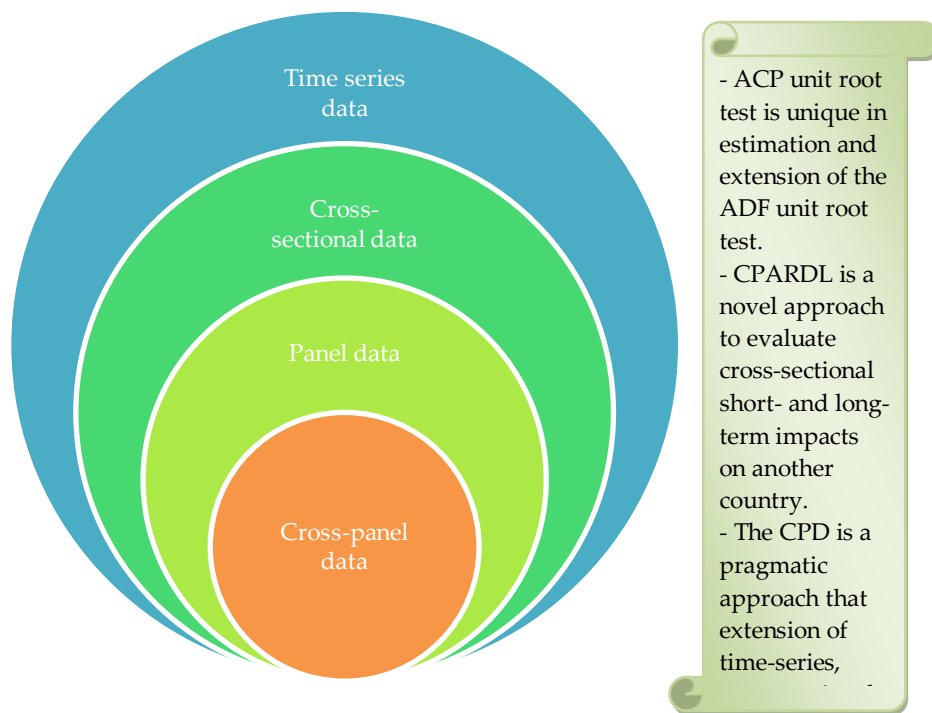 Time series
data
Cross-
sectional data
Panel data
Cross-panel
data
- ACP unit root
test is unique in
estimation and
extension of the
ADF unit root
test.
- CPARDL is a
novel approach
to evaluate
cross-sectional
short- and long-
term impacts
on another
country.
- The CPD is a
pragmatic
approach that
extension of
time-series,